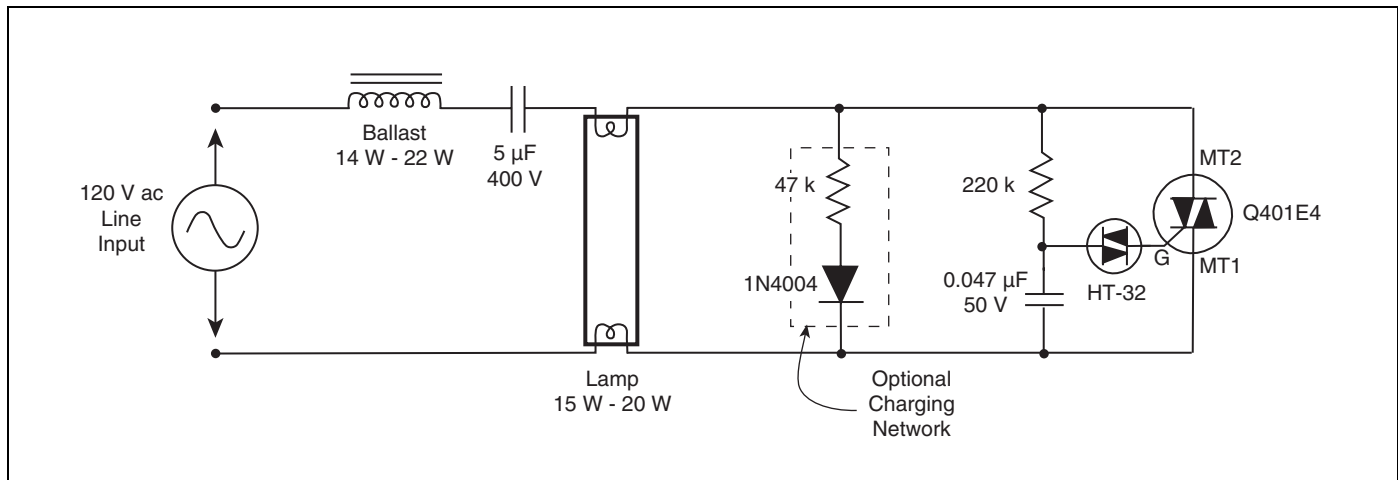 120 V ac
Line
Input
Ballast
14 W - 22 W
5 µF
400 V
Lamp
15 W - 20 W
47 k
1N4004
Optional
Charging
Network
220 k
0.047 µF
50 V
HT-32
G
MT2
Q401E4
MT1